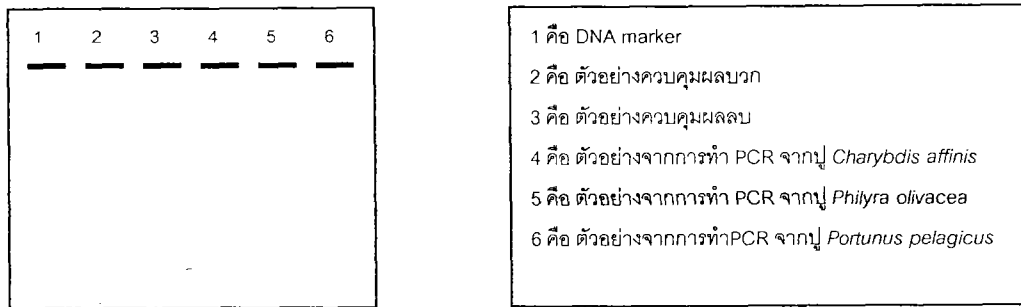 1 2 3 4 5 6
1 คือ DNA marker
2 คือ ตัวอย่างควบคุมผลบวก
3 คือ ตัวอย่างควบคุมผลลบ
4 คือ ตัวอย่างจากการทำ PCR จากปู Charybdis affinis
5 คือ ตัวอย่างจากการทำ PCR จากปู Philyra olivacea
6 คือ ตัวอย่างจากการทำPCR จากปู Portunus pelagicus